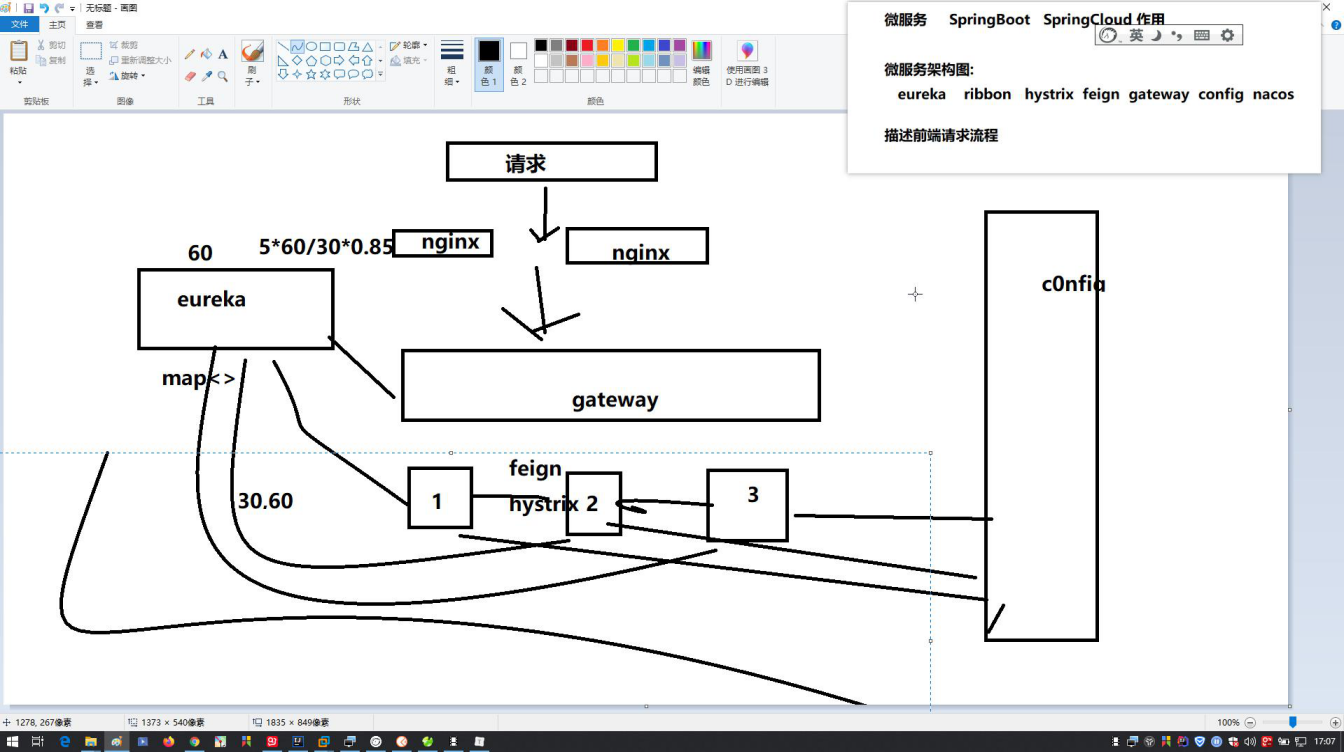 无标题 - 画图
文件 主页 查看
粘贴
剪切
复制
剪贴板
选择
裁剪
重新调整大小
旋转
图像
A
工具
刷子
形状
轮廓
填充
粗细
颜色 1
颜色 2
颜色
编辑颜色
使用画图 3D 进行编辑
微服务 SpringBoot SpringCloud 作用
英
微服务架构图:
eureka ribbon hystrix feign gateway config nacos
描述前端请求流程
请求
60
5*60/30*0.85
nginx
nginx
eureka
c0nfig
map<>
gateway
feign
30.60
1
hystrix 2
3
1278, 267像素
1373 × 540像素
1835 × 849像素
100%
17:07